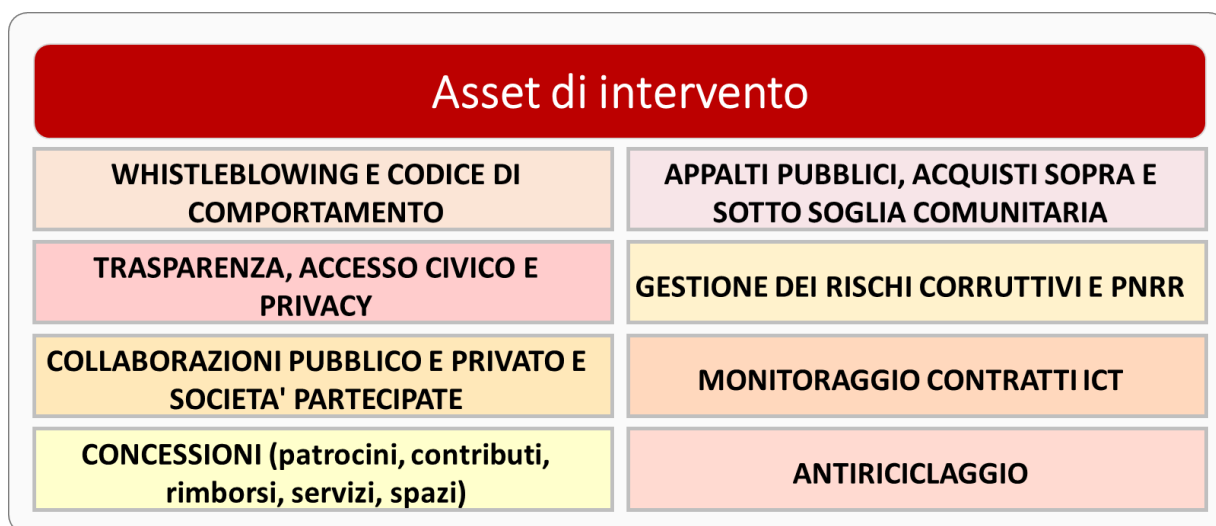 Asset di intervento
WHISTLEBLOWING E CODICE DI
COMPORTAMENTO
APPALTI PUBBLICI, ACQUISTI SOPRA E
SOTTO SOGLIA COMUNITARIA
TRASPARENZA, ACCESSO CIVICO E
PRIVACY
GESTIONE DEI RISCHI CORRUTTIVI E PNRR
COLLABORAZIONI PUBBLICO E PRIVATO E
SOCIETA' PARTECIPATE
MONITORAGGIO CONTRATTI ICT
CONCESSIONI (patrocini, contributi,
rimborsi, servizi, spazi)
ANTIRICICLAGGIO